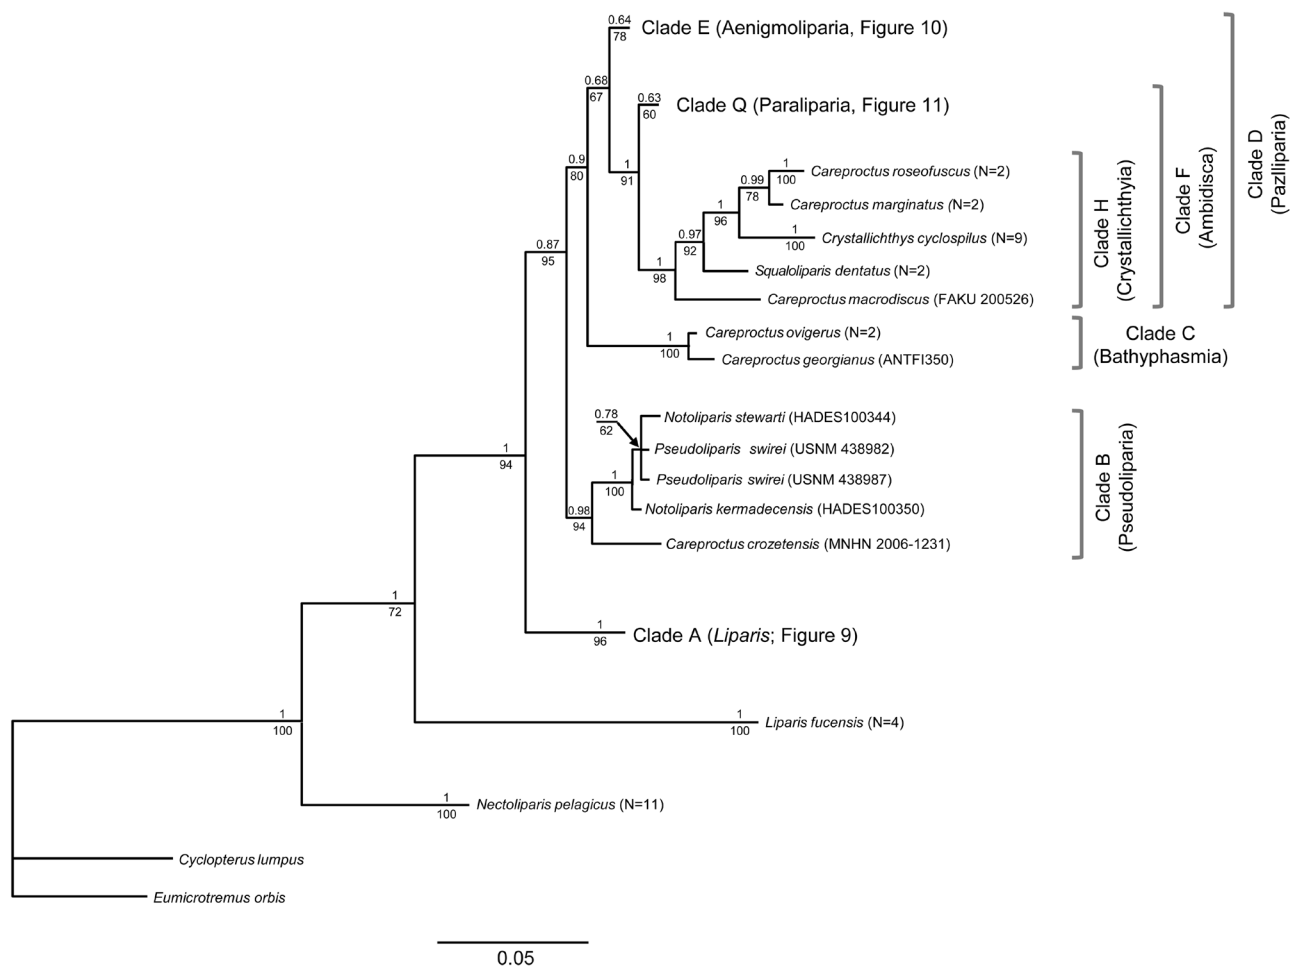 0.64
78
Clade E (Aenigmoliparia, Figure 10)
0.68
67
0.63
60
Clade Q (Paraliparia, Figure 11)
0.9
80
1
91
1
100
Careproctus roseofuscus (N=2)
0.99
78
Careproctus marginatus (N=2)
1
96
1
100
Crystallichthys cyclospilus (N=9)
0.97
92
Squaloliparis dentatus (N=2)
1
98
Careproctus macrodiscus (FAKU 200526)
0.87
95
1
100
Careproctus ovigerus (N=2)
Careproctus georgianus (ANTFI350)
Clade H
(Crystallichthyia)
Clade F
(Ambidisca)
Clade D
(Pazlliparia)
Clade C
(Bathyphasmia)
0.78
62
Notoliparis stewarti (HADES100344)
Pseudoliparis swirei (USNM 438982)
Pseudoliparis swirei (USNM 438987)
1
100
Notoliparis kermadecensis (HADES100350)
0.98
94
Careproctus crozetensis (MNHN 2006-1231)
Clade B
(Pseudoliparia)
1
94
1
96
Clade A (Liparis; Figure 9)
1
72
1
100
Liparis fucensis (N=4)
1
100
1
100
Nectoliparis pelagicus (N=11)
Cyclopterus lumpus
Eumicrotremus orbis
0.05